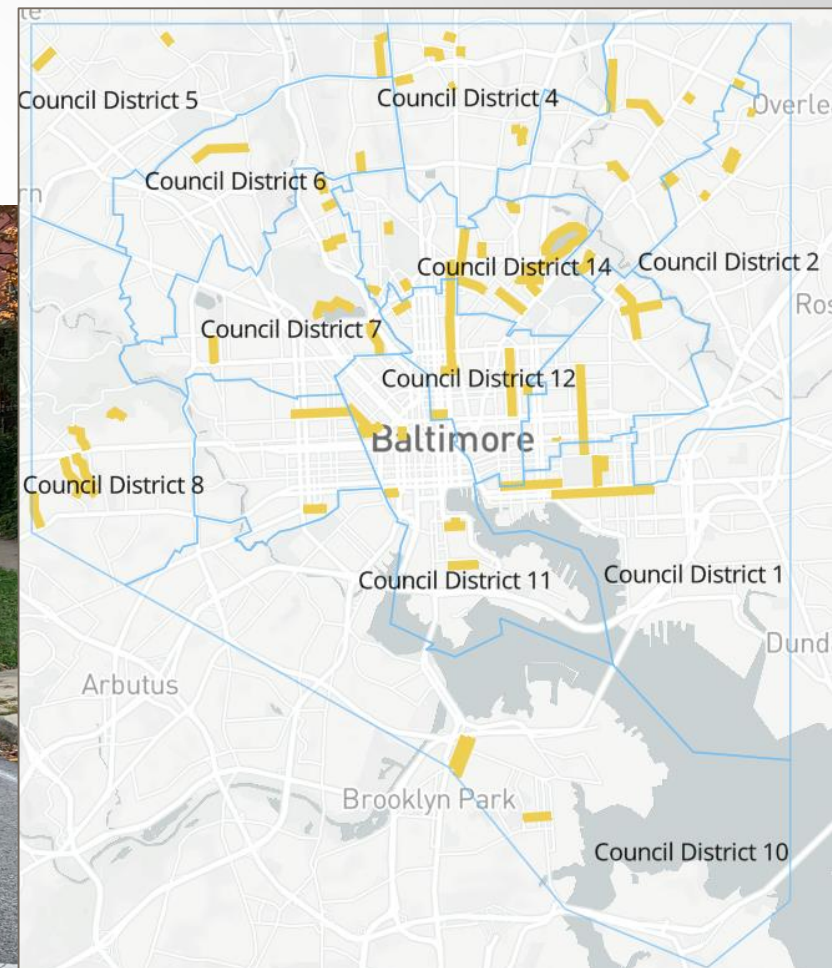 le
Council District 5
Council District 4
Overle
Council District 6
rn
Council District 14
Council District 2
Ros
Council District 7
Council District 12
Baltimore
Council District 8
Council District 11
Council District 1
Dund
Arbutus
Brooklyn Park
Council District 10